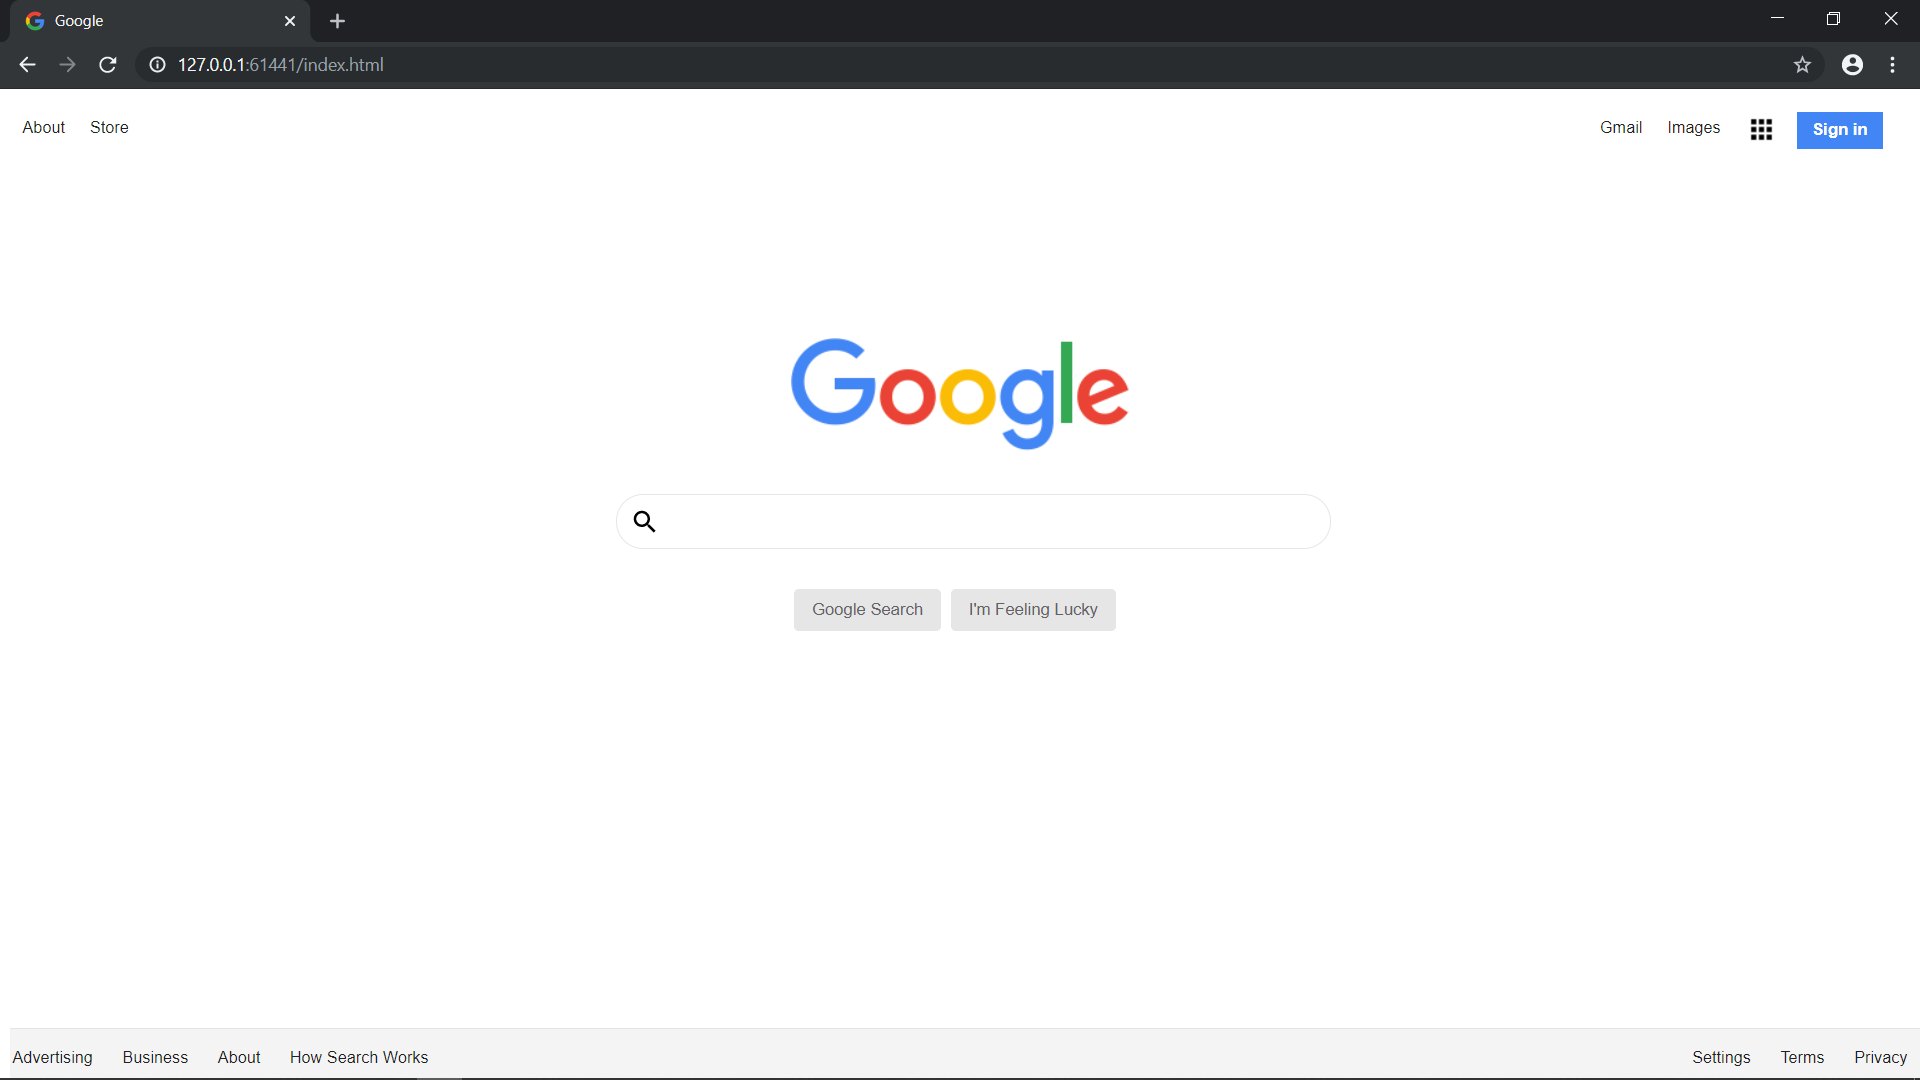 Google
127.0.0.1:61441/index.html
About Store Gmail Images Sign in
Google
Google Search I'm Feeling Lucky
Advertising Business About How Search Works Settings Terms Privacy